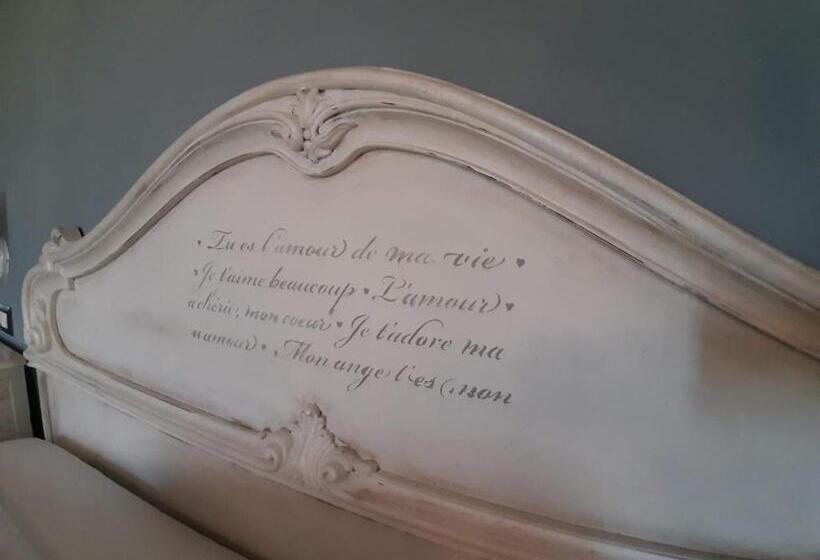 • Tu es l'amour de ma vie ♥
• Je t'aime beaucoup ♥ L'amour ♥
chérie, mon coeur ♥ Je t'adore ma
amour ♥ Mon ange mon